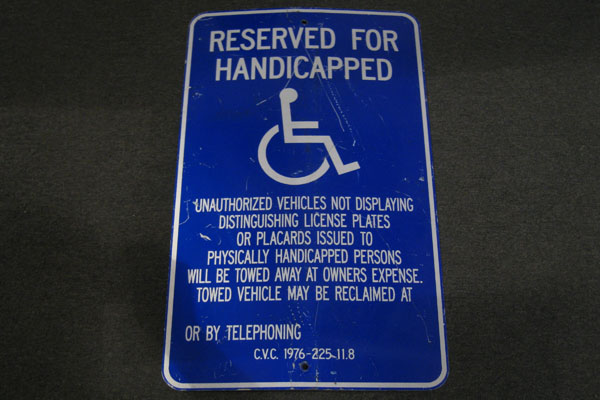 RESERVED FOR
HANDICAPPED
UNAUTHORIZED VEHICLES NOT DISPLAYING
DISTINGUISHING LICENSE PLATES
OR PLACARDS ISSUED TO
PHYSICALLY HANDICAPPED PERSONS
WILL BE TOWED AWAY AT OWNERS EXPENSE.
TOWED VEHICLE MAY BE RECLAIMED AT
OR BY TELEPHONING
C.V.C. 1976-225-11.8